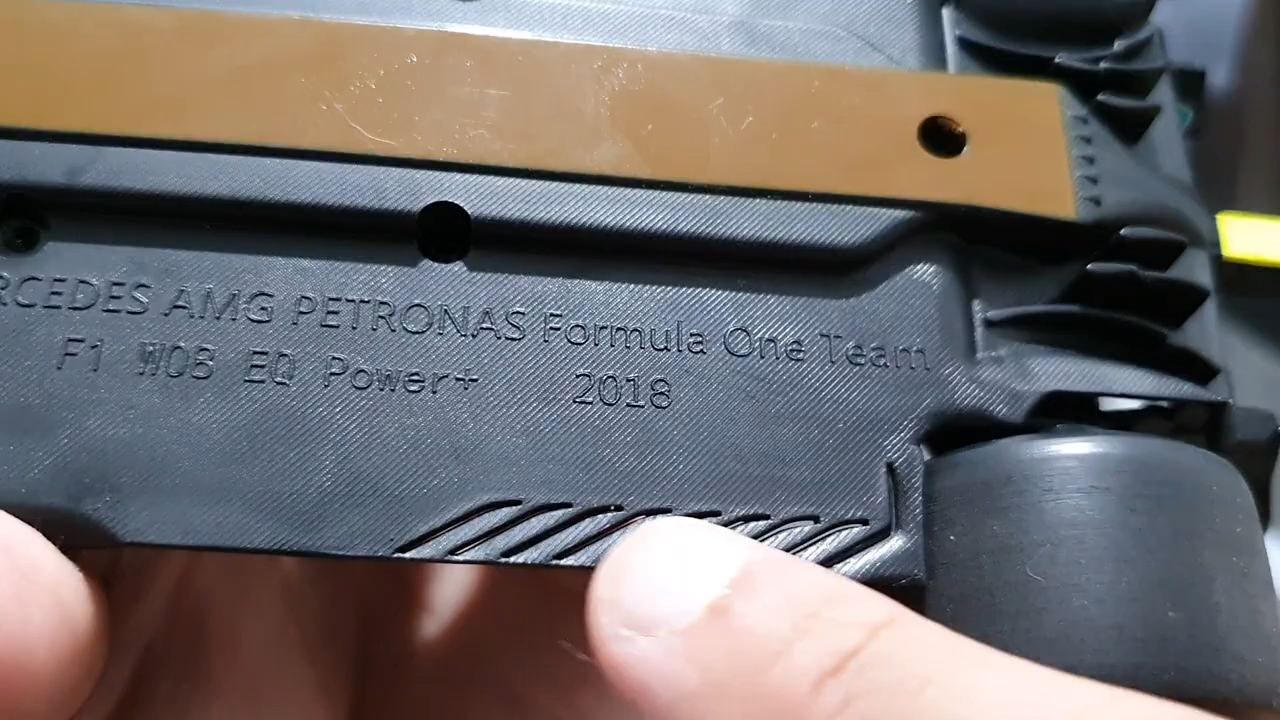 RCEDES AMG PETRONAS Formula One Team
F1 W08 EQ Power+ 2018